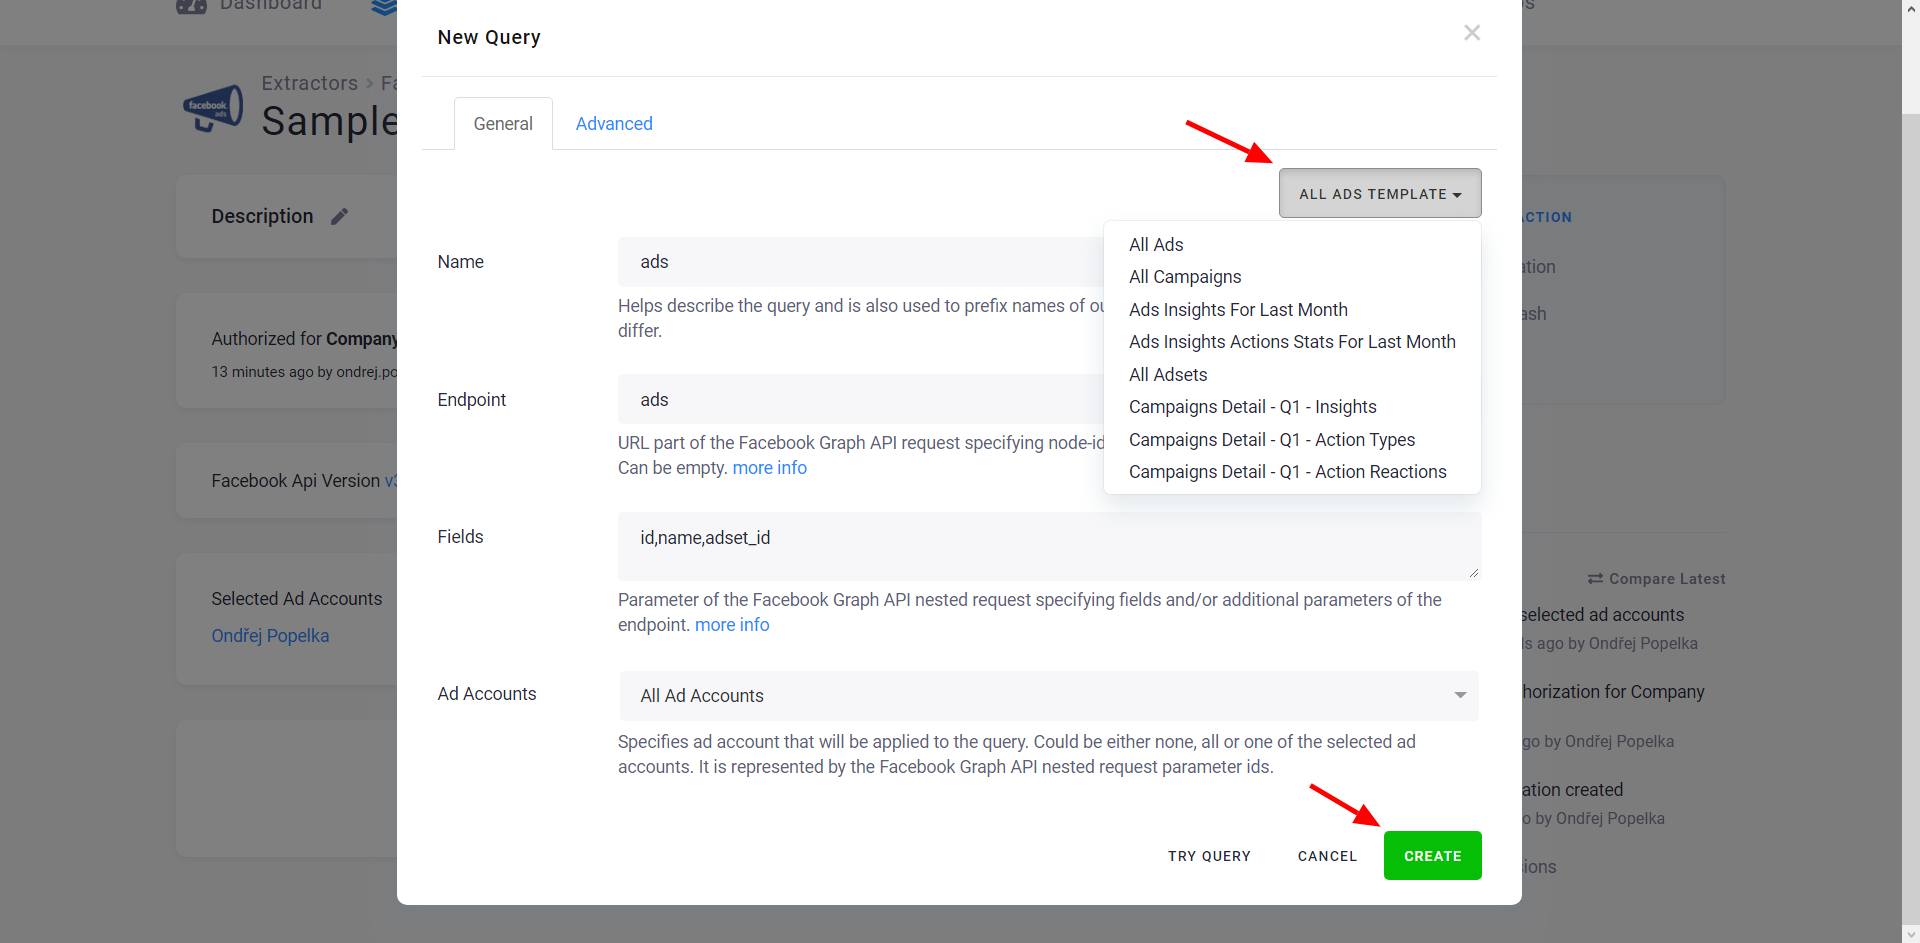 Dashboard
New Query
Extractors > Fa
facebook
ads
Sample
General
Advanced
ALL ADS TEMPLATE
Description
ACTION
All Ads
Name
ads
All Campaigns
Helps describe the query and is also used to prefix names of ou
differ.
Ads Insights For Last Month
Ads Insights Actions Stats For Last Month
Authorized for Company
13 minutes ago by ondrej.po
All Adsets
Endpoint
ads
Campaigns Detail - Q1 - Insights
URL part of the Facebook Graph API request specifying node-id
Can be empty. more info
Campaigns Detail - Q1 - Action Types
Campaigns Detail - Q1 - Action Reactions
Facebook Api Version v3
Fields
id,name,adset_id
Parameter of the Facebook Graph API nested request specifying fields and/or additional parameters of the
endpoint. more info
Compare Latest
Selected Ad Accounts
Ondřej Popelka
selected ad accounts
ds ago by Ondřej Popelka
Ad Accounts
All Ad Accounts
horization for Company
Specifies ad account that will be applied to the query. Could be either none, all or one of the selected ad
accounts. It is represented by the Facebook Graph API nested request parameter ids.
go by Ondřej Popelka
ation created
o by Ondřej Popelka
TRY QUERY
CANCEL
CREATE
sions